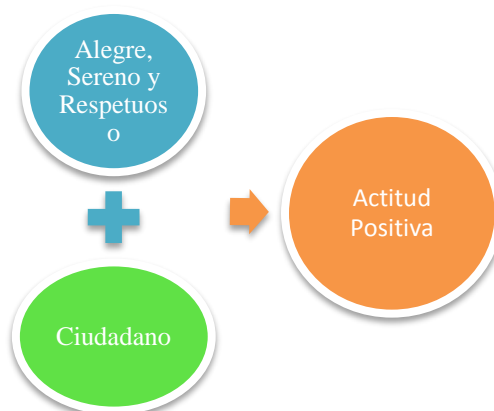 Alegre,
Sereno y
Respetuos
o
Ciudadano
Actitud
Positiva